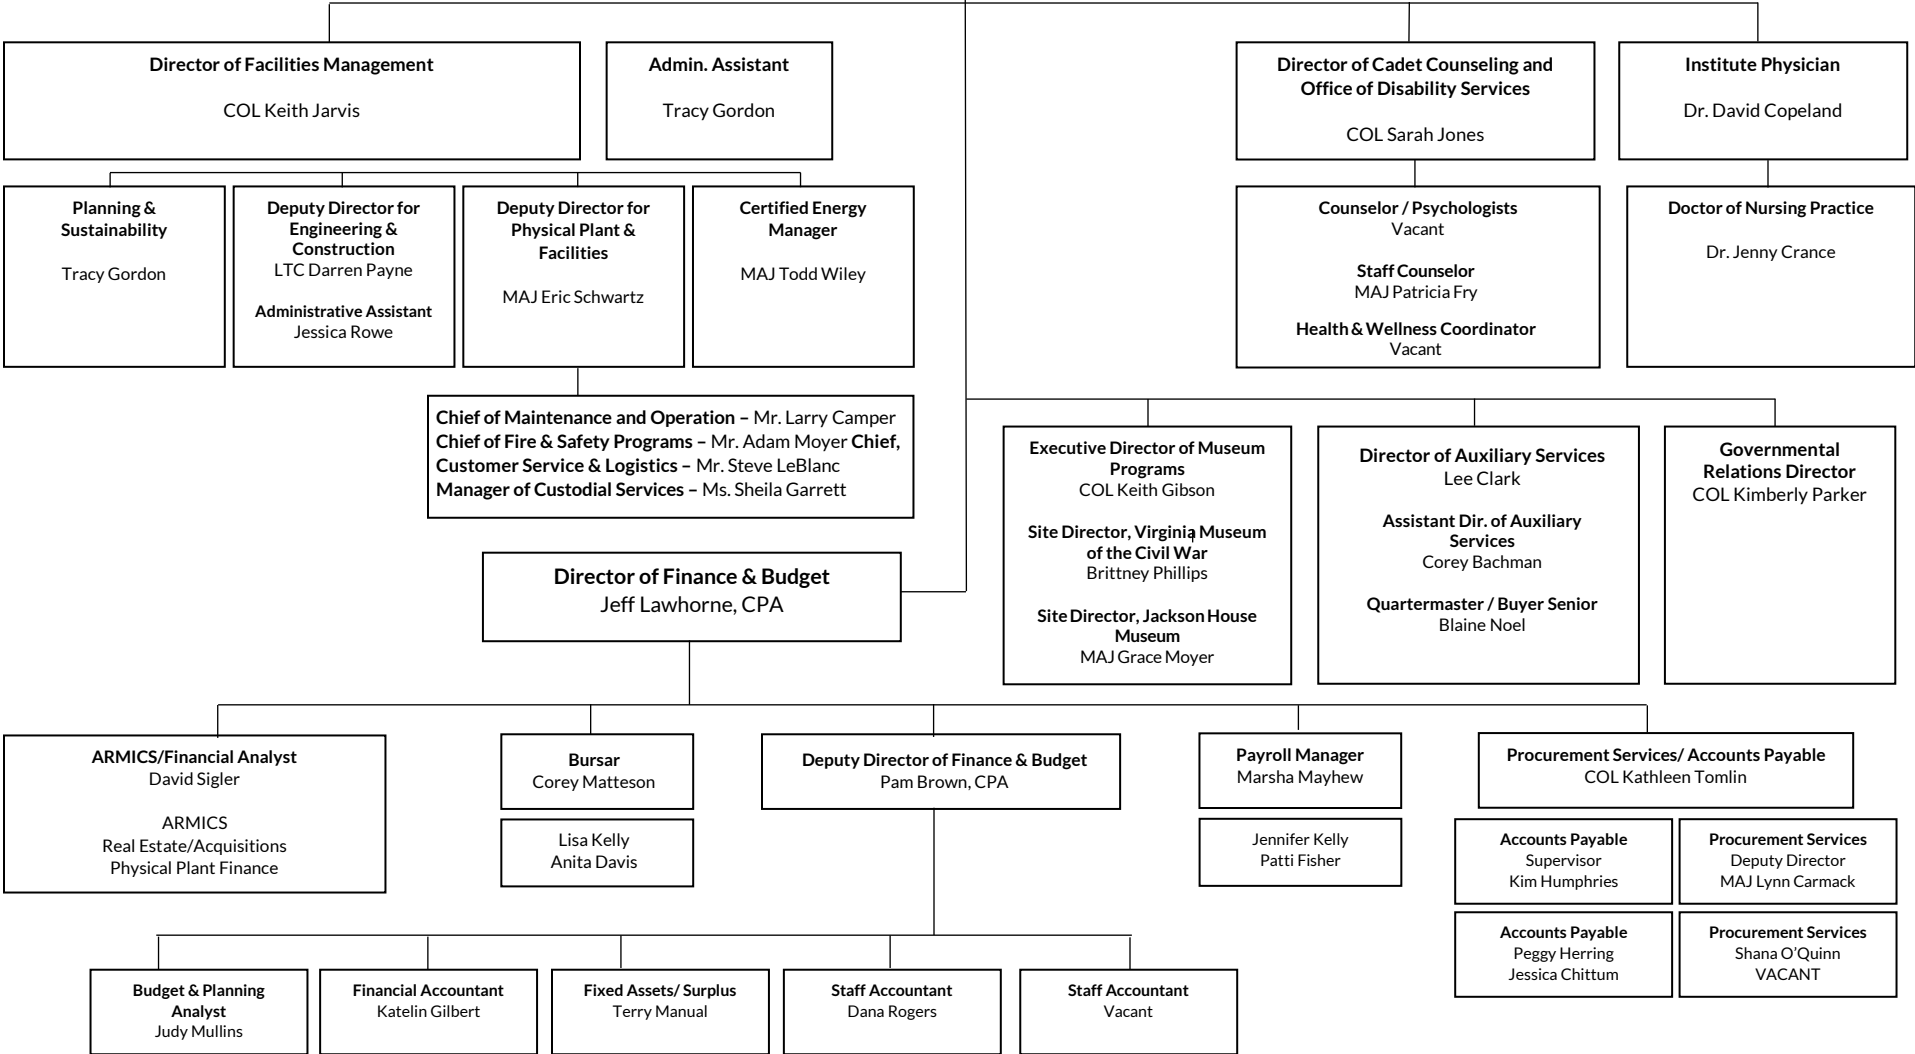 Director of Facilities Management
COL Keith Jarvis
Admin. Assistant
Tracy Gordon
Director of Cadet Counseling and
Office of Disability Services
COL Sarah Jones
Institute Physician
Dr. David Copeland
Planning &
Sustainability
Tracy Gordon
Deputy Director for
Engineering &
Construction
LTC Darren Payne
Administrative Assistant
Jessica Rowe
Deputy Director for
Physical Plant &
Facilities
MAJ Eric Schwartz
Certified Energy
Manager
MAJ Todd Wiley
Counselor / Psychologists
Vacant
Staff Counselor
MAJ Patricia Fry
Health & Wellness Coordinator
Vacant
Doctor of Nursing Practice
Dr. Jenny Crance
Chief of Maintenance and Operation – Mr. Larry Camper
Chief of Fire & Safety Programs – Mr. Adam Moyer Chief,
Customer Service & Logistics – Mr. Steve LeBlanc
Manager of Custodial Services – Ms. Sheila Garrett
Executive Director of Museum
Programs
COL Keith Gibson
Site Director, Virginia Museum
of the Civil War
Brittney Phillips
Site Director, Jackson House
Museum
MAJ Grace Moyer
Director of Auxiliary Services
Lee Clark
Assistant Dir. of Auxiliary
Services
Corey Bachman
Quartermaster / Buyer Senior
Blaine Noel
Governmental
Relations Director
COL Kimberly Parker
Director of Finance & Budget
Jeff Lawhorne, CPA
ARMICS/Financial Analyst
David Sigler
ARMICS
Real Estate/Acquisitions
Physical Plant Finance
Bursar
Corey Matteson
Lisa Kelly
Anita Davis
Deputy Director of Finance & Budget
Pam Brown, CPA
Payroll Manager
Marsha Mayhew
Jennifer Kelly
Patti Fisher
Procurement Services/ Accounts Payable
COL Kathleen Tomlin
Accounts Payable
Supervisor
Kim Humphries
Procurement Services
Deputy Director
MAJ Lynn Carmack
Accounts Payable
Peggy Herring
Jessica Chittum
Procurement Services
Shana O’Quinn
VACANT
Budget & Planning
Analyst
Judy Mullins
Financial Accountant
Katelin Gilbert
Fixed Assets/ Surplus
Terry Manual
Staff Accountant
Dana Rogers
Staff Accountant
Vacant